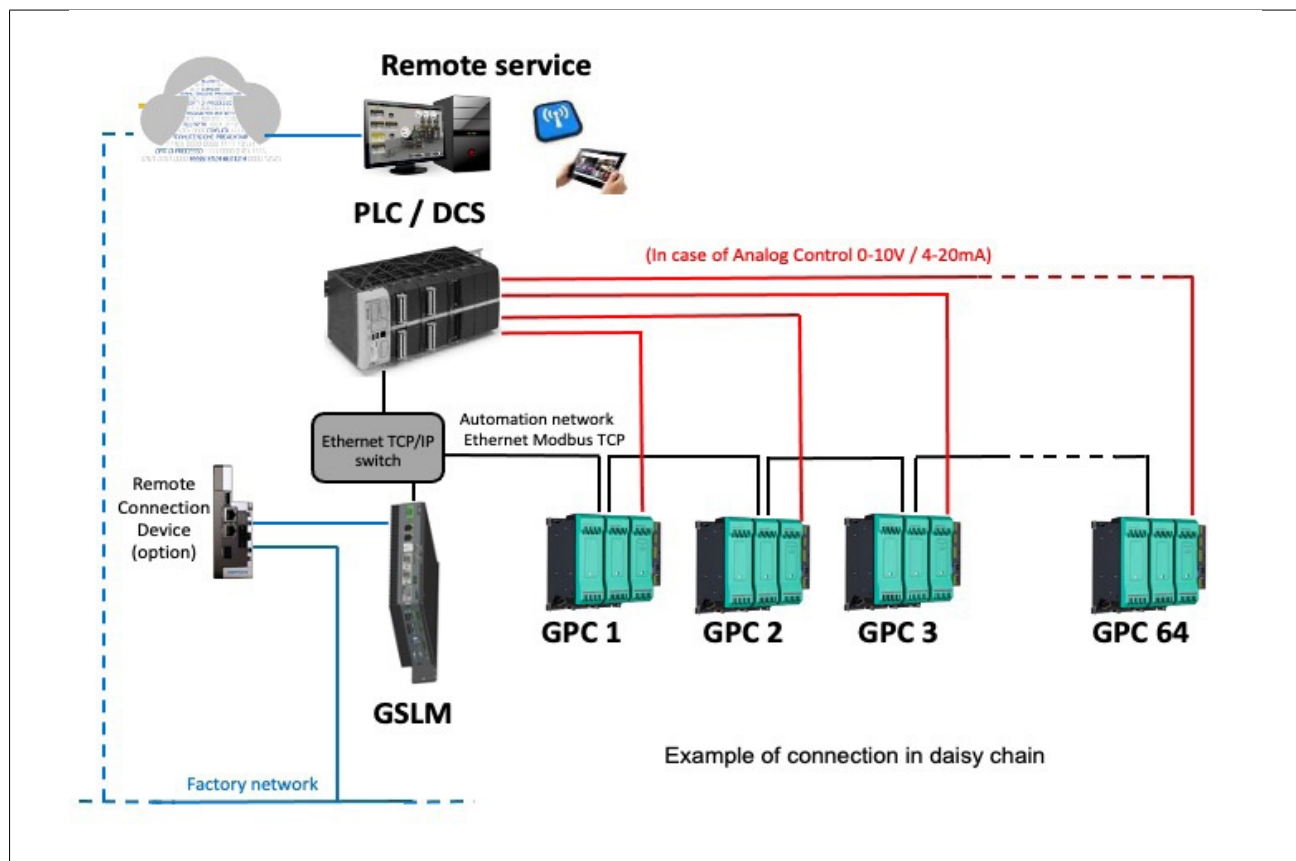 Remote service
PLC / DCS
(In case of Analog Control 0-10V / 4-20mA)
Automation network
Ethernet Modbus TCP
Ethernet TCP/IP
switch
Remote
Connection
Device
(option)
GPC 1
GPC 2
GPC 3
GPC 64
GSLM
Example of connection in daisy chain
Factory network